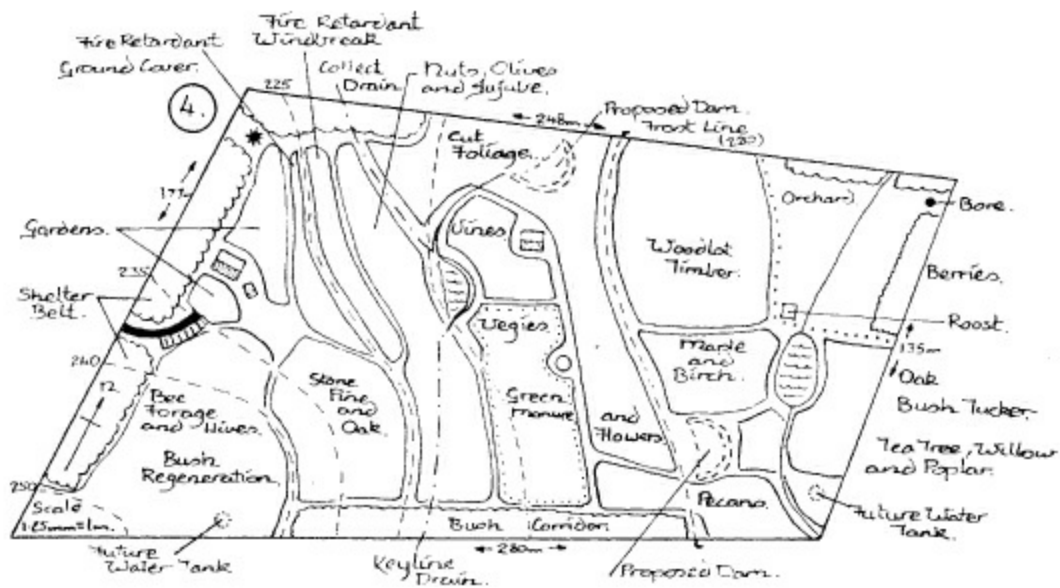 Fire Retardant
Ground Cover.
Fire Retardant
Windbreak
Collect
Drain
Nuts, Olives
and Jujube.
Proposed Dam.
Frost Line
(220)
4.
225
248m
Cut
Foliage
177m
Orchard
Bore.
Gardens.
Vines
Woodlot
Timber.
Berries.
235
Shelter
Belt.
Roost.
Vegies
135m
240
Maple
and
Birch.
Oak
Bush Tucker.
Stone
Pine
and
Oak.
Bee
Forage
and Hives.
Green
Manure
and
Flowers
Tea Tree, Willow
and Poplar.
Bush
Regeneration.
250
Scale
1.25mm=1m.
Pecans.
Bush Corridor.
Future Water
Tank.
Future
Water Tank
280m
Keyline
Drain.
Proposed Dam.